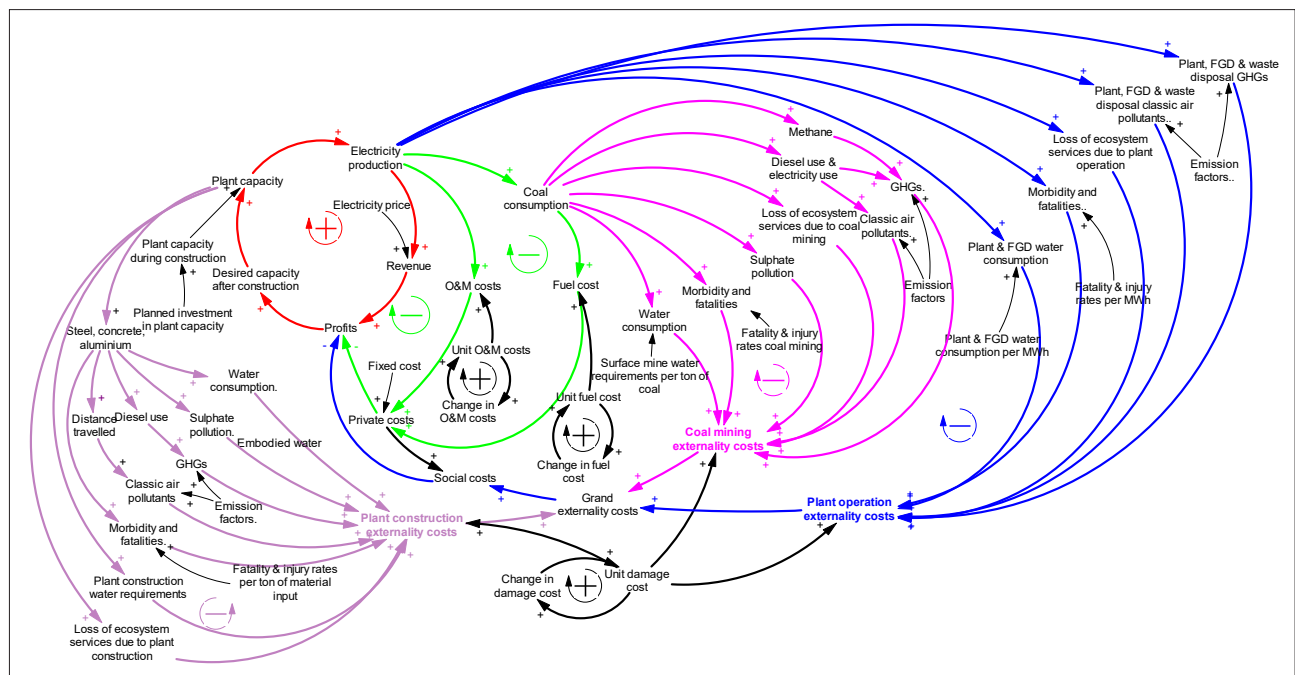 Plant, FGD & waste
disposal GHGs
Plant, FGD & waste
disposal classic air
pollutants..
Methane
Loss of ecosystem
services due to plant
operation
Electricity
production
Diesel use &
electricity use
Emission
factors..
Plant capacity
Coal
consumption
GHGs.
Morbidity and
fatalities..
Electricity price
Loss of ecosystem
services due to coal
mining
Classic air
pollutants.
Plant capacity
during construction
Plant & FGD water
consumption
Revenue
Sulphate
pollution
Desired capacity
after construction
O&M costs
Fuel cost
Morbidity and
fatalities
Emission
factors
Fatality & injury
rates per MWh
Planned investment
in plant capacity
Water
consumption
Steel, concrete,
aluminium
Profits
Fatality & injury
rates coal mining
Plant & FGD water
consumption per MWh
Unit O&M costs
Fixed cost
Surface mine water
requirements per ton of
coal
Water
consumption.
Unit fuel cost
Distance
travelled
Diesel use
Sulphate
pollution.
Private costs
Change in
O&M costs
Embodied water
Coal mining
externality costs
GHGs
Change in fuel
cost
Classic air
pollutants
Social costs
Emission
factors.
Grand
externality costs
Plant operation
externality costs
Plant construction
externality costs
Morbidity and
fatalities.
Fatality & injury rates
per ton of material
input
Plant construction
water requirements
Change in
damage cost
Unit damage
cost
Loss of ecosystem
services due to plant
construction